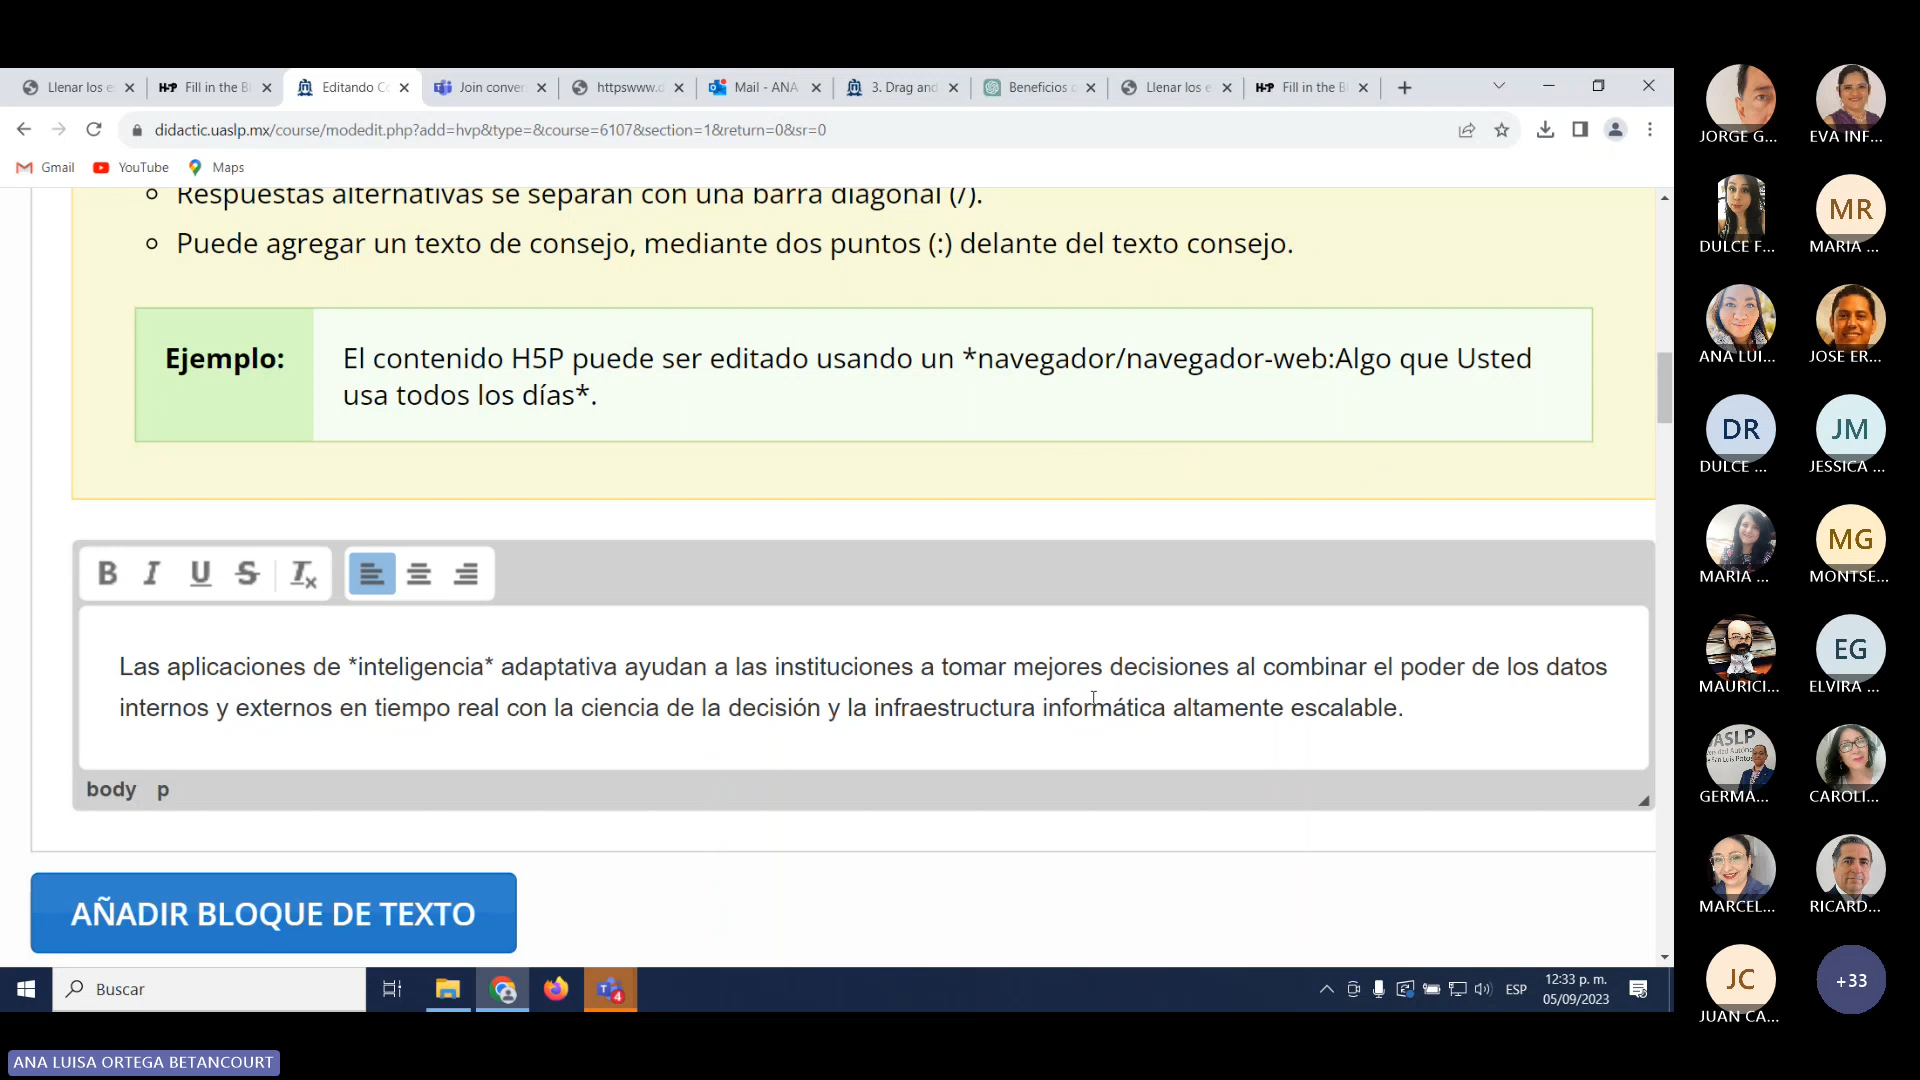 Llenar los e
H-P Fill in the Bl
Editando Co
Join conver
httpswww.d
Mail - ANA
3. Drag and
Beneficios c
Llenar los e
H-P Fill in the Bl
didactic.uaslp.mx/course/modedit.php?add=hvp&type=&course=6107&section=1&return=0&sr=0
Gmail YouTube Maps
Respuestas alternativas se separan con una barra diagonal (/).
Puede agregar un texto de consejo, mediante dos puntos (:) delante del texto consejo.
Ejemplo:
El contenido H5P puede ser editado usando un *navegador/navegador-web:Algo que Usted
usa todos los días*.
B I U S Tx
Las aplicaciones de *inteligencia* adaptativa ayudan a las instituciones a tomar mejores decisiones al combinar el poder de los datos
internos y externos en tiempo real con la ciencia de la decisión y la infraestructura informática altamente escalable.
body p
AÑADIR BLOQUE DE TEXTO
Buscar
4
ESP
12:33 p. m.
05/09/2023
JORGE G...
EVA INF...
DULCE F...
MR
MARIA ...
ANA LUI...
JOSE ER...
DR
DULCE ...
JM
JESSICA ...
MARIA ...
MG
MONTSE...
MAURICI...
EG
ELVIRA ...
GERMA...
CAROLI...
MARCEL...
RICARD...
JC
JUAN CA...
+33
ANA LUISA ORTEGA BETANCOURT